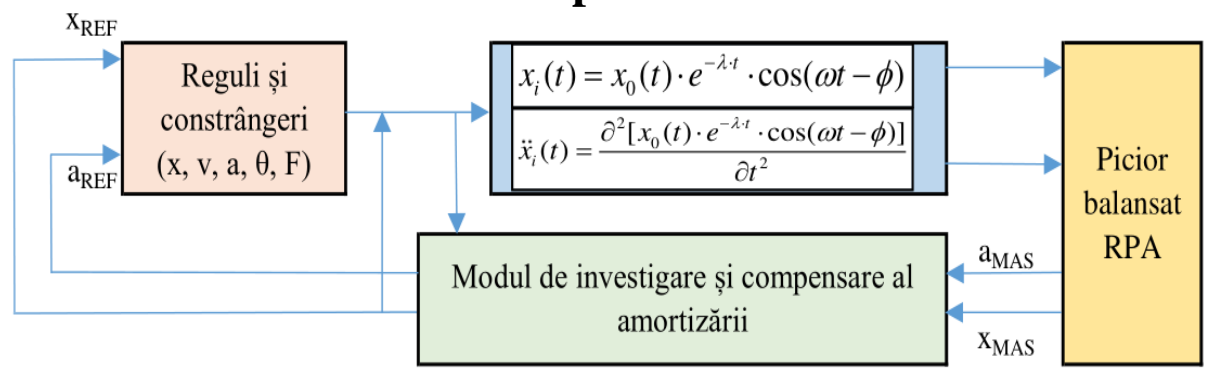 x_REF
Reguli și
constrângeri
(x, v, a, θ, F)
a_REF
x_i(t) = x_0(t)·e^{-λ·t}·cos(ωt − ϕ)
ẍ_i(t) = ∂²[x_0(t)·e^{-λ·t}·cos(ωt − ϕ)] / ∂t²
Picior
balansat
RPA
Modul de investigare și compensare al
amortizării
a_MAS
x_MAS